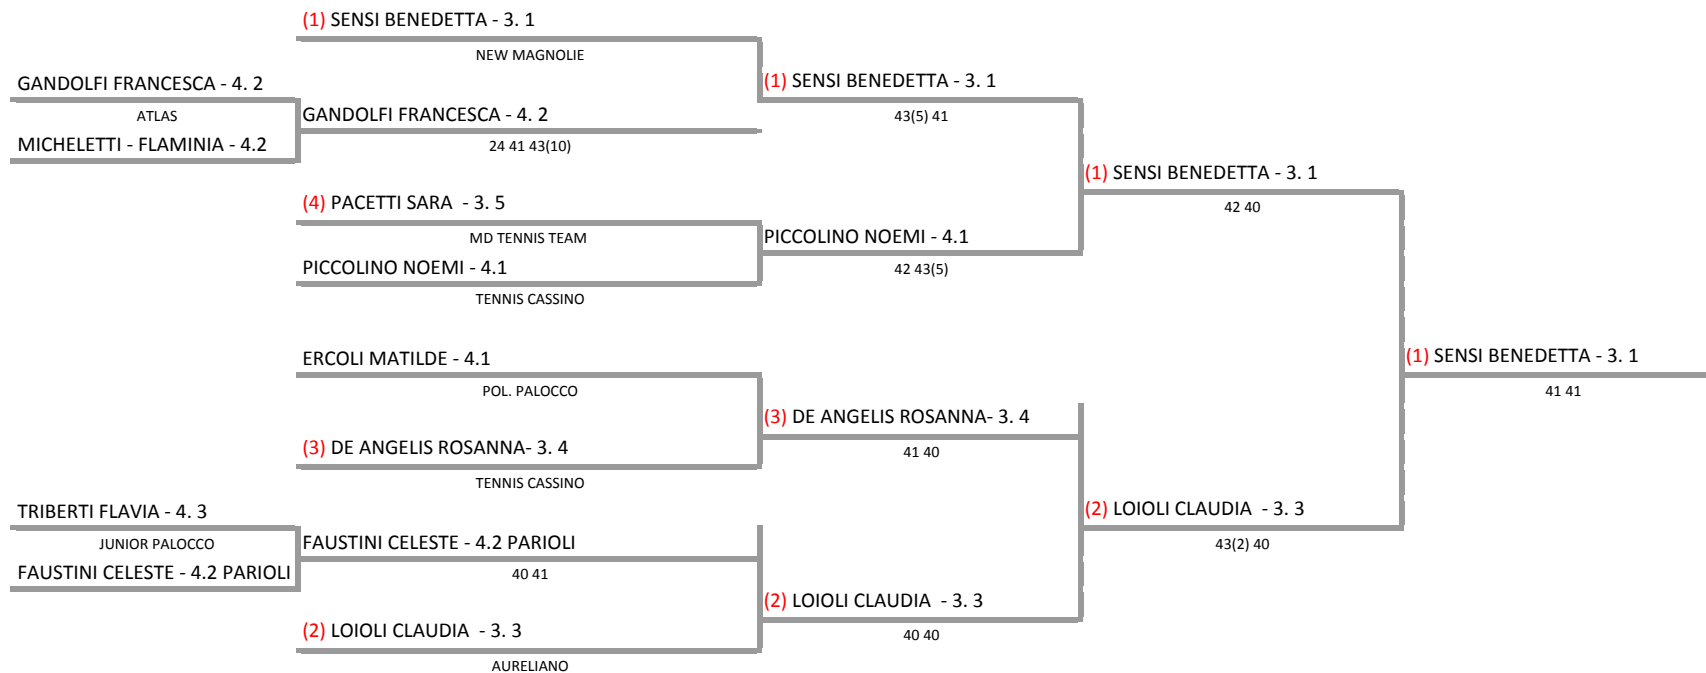 (1) SENSI BENEDETTA - 3. 1
NEW MAGNOLIE
GANDOLFI FRANCESCA - 4. 2
ATLAS
MICHELETTI - FLAMINIA - 4.2
GANDOLFI FRANCESCA - 4. 2
24 41 43(10)
(1) SENSI BENEDETTA - 3. 1
43(5) 41
(4) PACETTI SARA - 3. 5
MD TENNIS TEAM
PICCOLINO NOEMI - 4.1
TENNIS CASSINO
PICCOLINO NOEMI - 4.1
42 43(5)
(1) SENSI BENEDETTA - 3. 1
42 40
ERCOLI MATILDE - 4.1
POL. PALOCCO
(3) DE ANGELIS ROSANNA- 3. 4
TENNIS CASSINO
(3) DE ANGELIS ROSANNA- 3. 4
41 40
TRIBERTI FLAVIA - 4. 3
JUNIOR PALOCCO
FAUSTINI CELESTE - 4.2 PARIOLI
FAUSTINI CELESTE - 4.2 PARIOLI
40 41
(2) LOIOLI CLAUDIA - 3. 3
AURELIANO
(2) LOIOLI CLAUDIA - 3. 3
40 40
(2) LOIOLI CLAUDIA - 3. 3
43(2) 40
(1) SENSI BENEDETTA - 3. 1
41 41